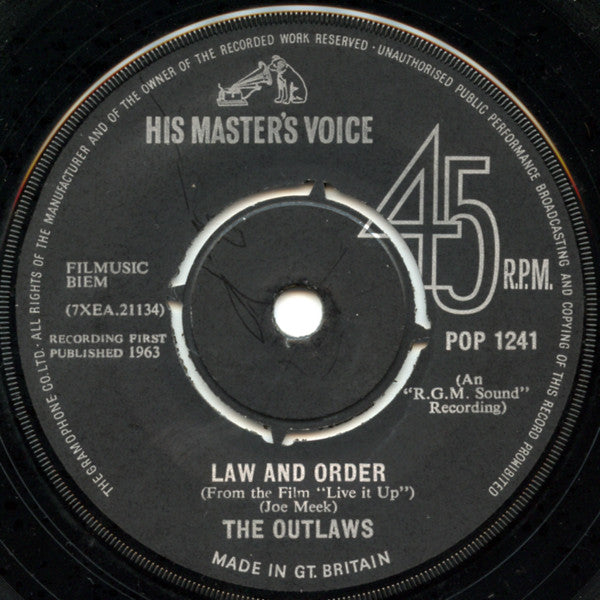 THE GRAMOPHONE CO. LTD. ALL RIGHTS OF THE MANUFACTURER AND OF THE OWNER OF THE RECORDED WORK RESERVED · UNAUTHORISED PUBLIC PERFORMANCE BROADCASTING AND COPYING OF THIS RECORD PROHIBITED
HIS MASTER'S VOICE
45 R.P.M.
FILMUSIC
BIEM
(7XEA.21134)
RECORDING FIRST
PUBLISHED 1963
POP 1241
(An
"R.G.M. Sound"
Recording)
LAW AND ORDER
(From the Film "Live it Up")
(Joe Meek)
THE OUTLAWS
MADE IN GT. BRITAIN